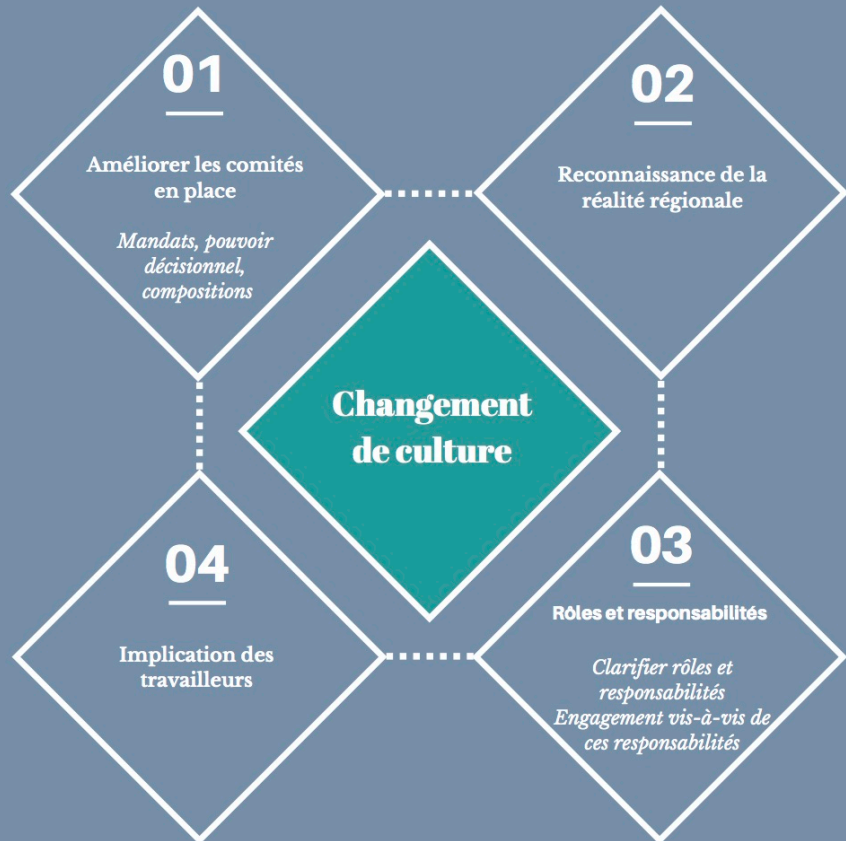 01
Améliorer les comités
en place
Mandats, pouvoir
décisionnel,
compositions
02
Reconnaissance de la
réalité régionale
Changement
de culture
04
Implication des
travailleurs
03
Rôles et responsabilités
Clarifier rôles et
responsabilités
Engagement vis-à-vis de
ces responsabilités